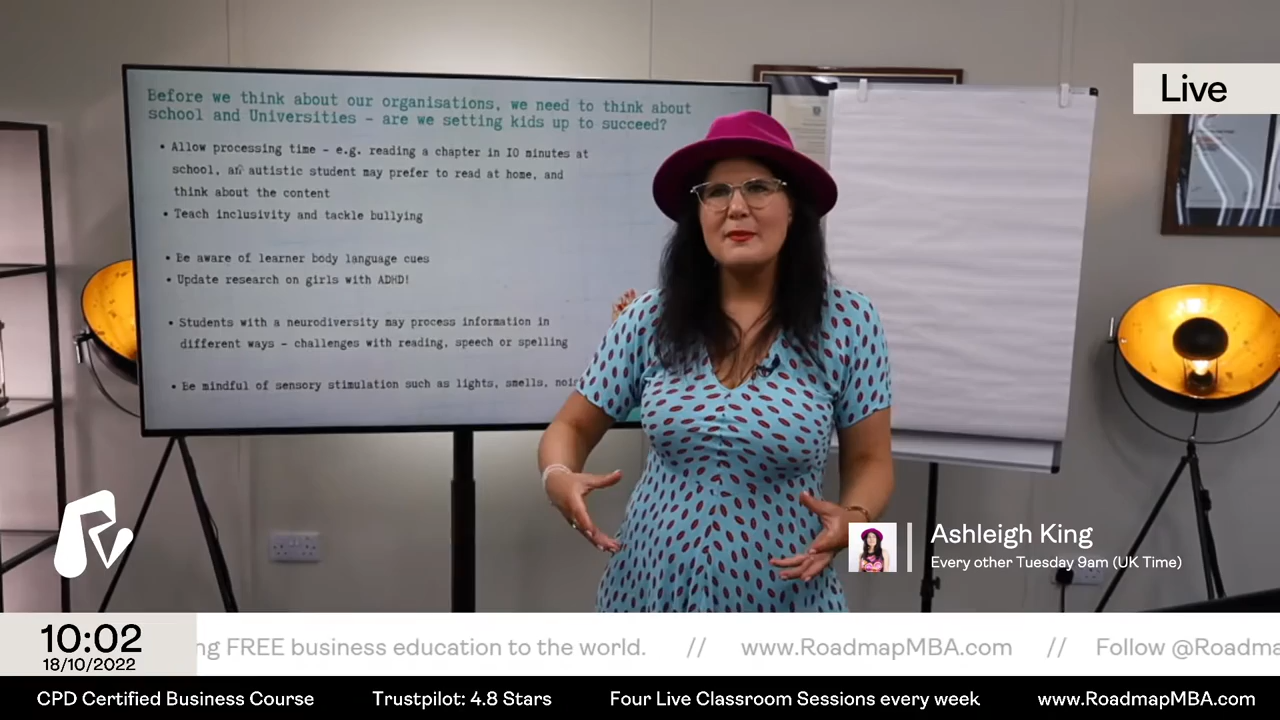 Live
Before we think about our organisations, we need to think about
school and Universities – are we setting kids up to succeed?
• Allow processing time – e.g. reading a chapter in 10 minutes at
school, an autistic student may prefer to read at home, and
think about the content
• Teach inclusivity and tackle bullying
• Be aware of learner body language cues
• Update research on girls with ADHD!
• Students with a neurodiversity may process information in
different ways – challenges with reading, speech or spelling
• Be mindful of sensory stimulation such as lights, smells,
Ashleigh King
Every other Tuesday 9am (UK Time)
10:02
18/10/2022
ng FREE business education to the world. // www.RoadmapMBA.com // Follow @Roadma
CPD Certified Business Course Trustpilot: 4.8 Stars Four Live Classroom Sessions every week www.RoadmapMBA.com